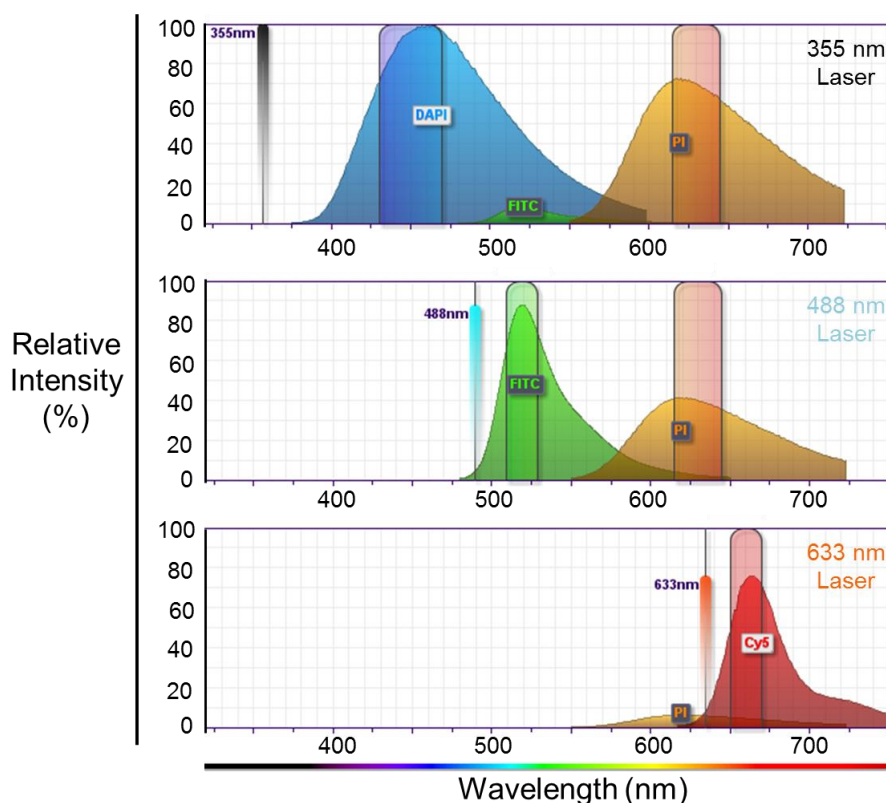 Relative
Intensity
(%)
100
80
60
40
20
0
355nm
DAPI
FITC
PI
355 nm
Laser
400
500
600
700
100
80
60
40
20
0
488nm
FITC
PI
488 nm
Laser
400
500
600
700
100
80
60
40
20
0
633nm
PI
Cy5
633 nm
Laser
400
500
600
700
Wavelength (nm)